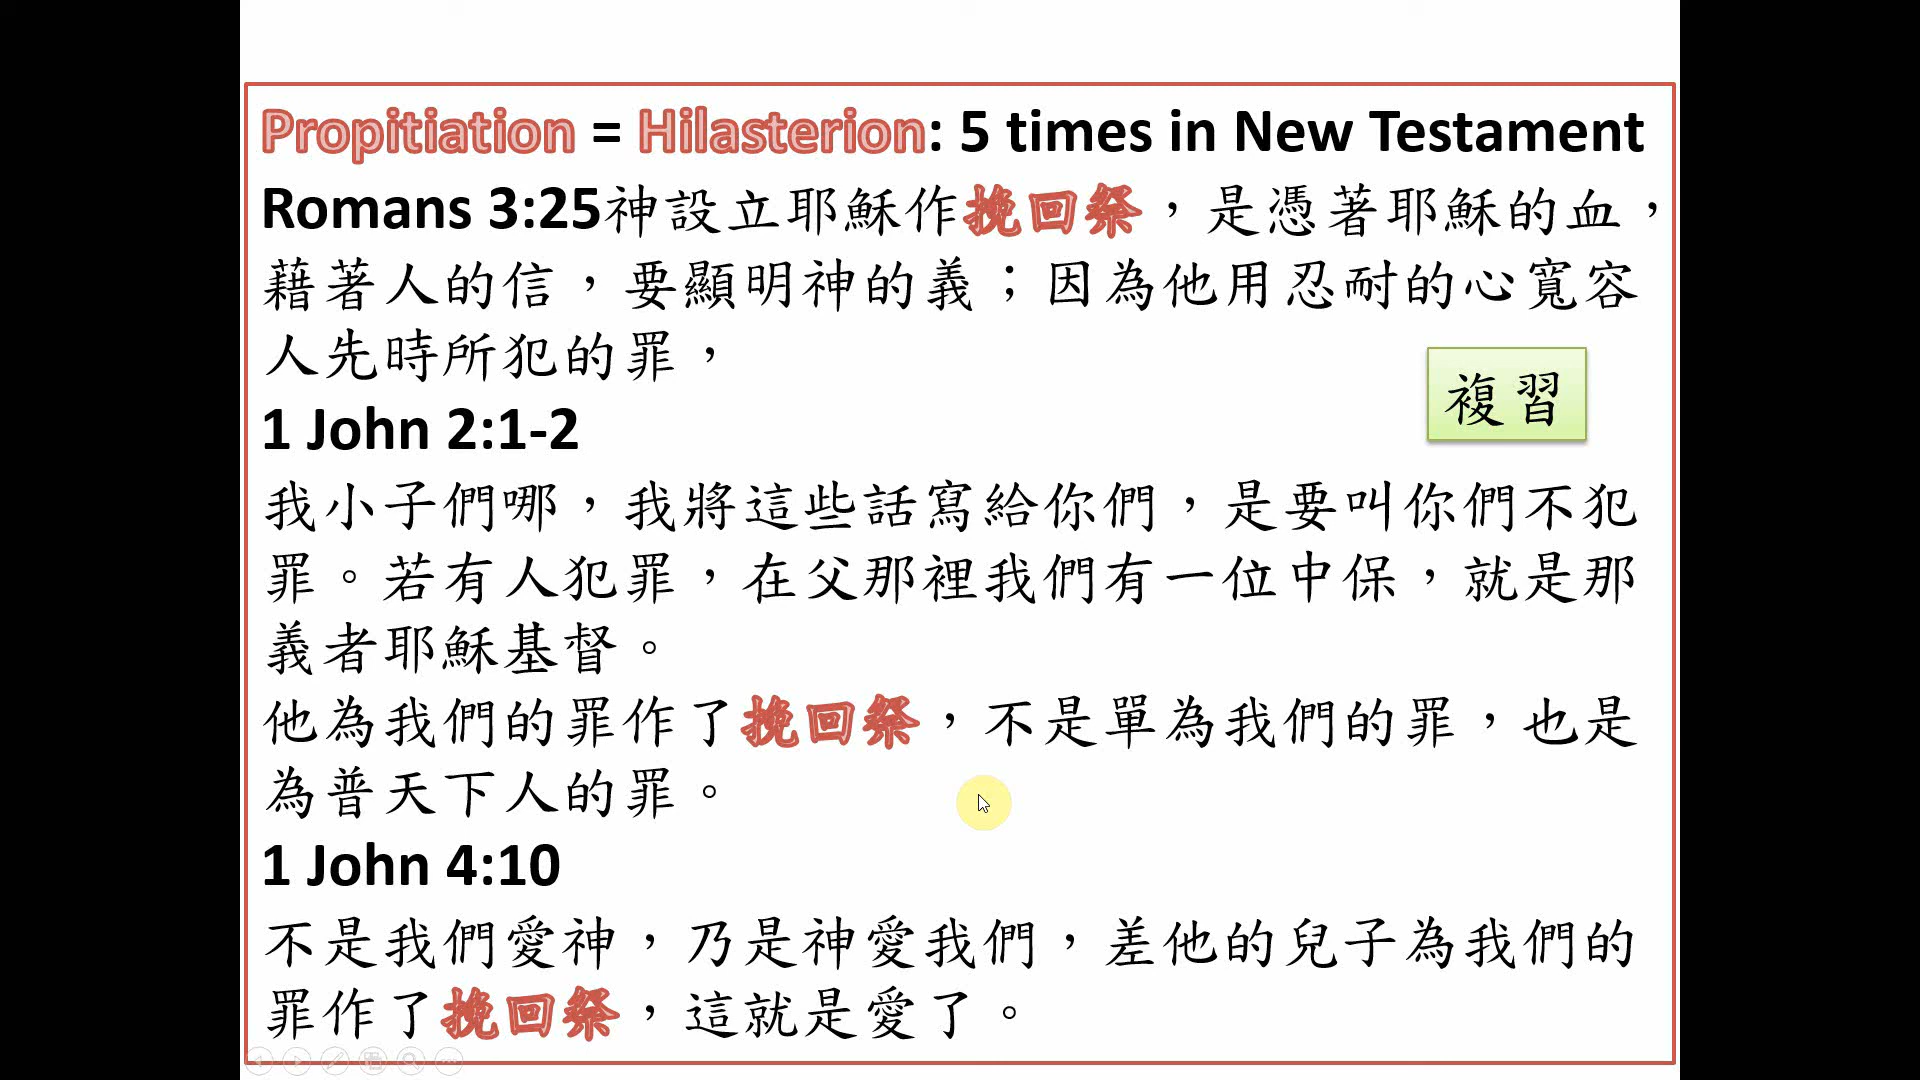 Propitiation = Hilasterion: 5 times in New Testament
Romans 3:25神設立耶穌作挽回祭，是憑著耶穌的血，
藉著人的信，要顯明神的義；因為他用忍耐的心寬容
人先時所犯的罪，
複習
1 John 2:1-2
我小子們哪，我將這些話寫給你們，是要叫你們不犯
罪。若有人犯罪，在父那裡我們有一位中保，就是那
義者耶穌基督。
他為我們的罪作了挽回祭，不是單為我們的罪，也是
為普天下人的罪。
1 John 4:10
不是我們愛神，乃是神愛我們，差他的兒子為我們的
罪作了挽回祭，這就是愛了。